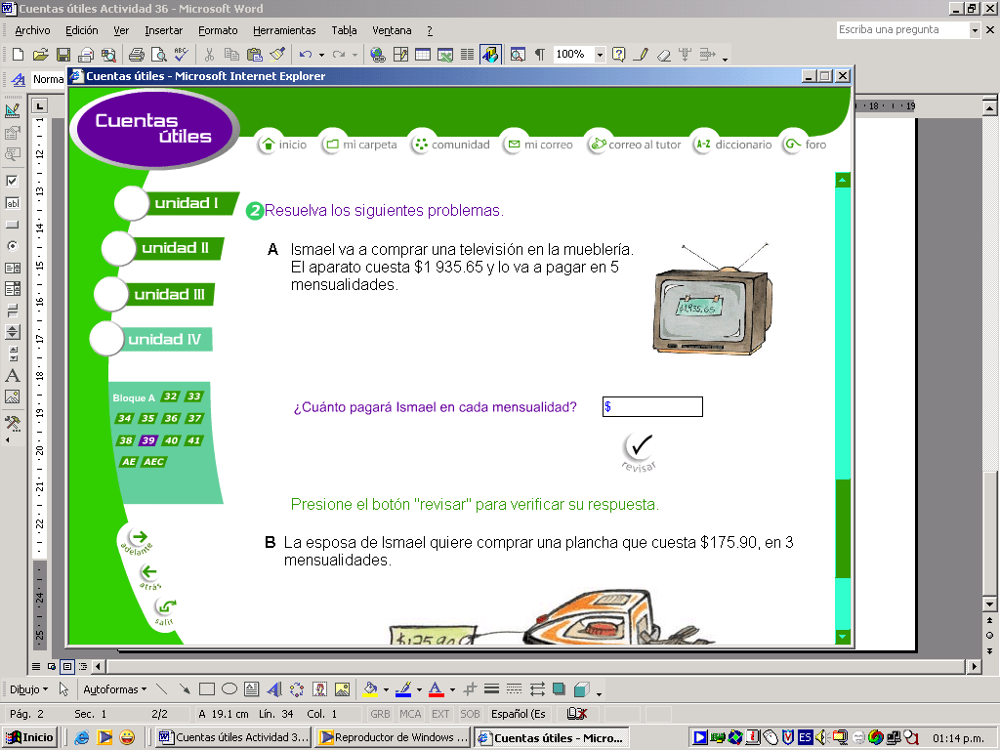 Cuentas útiles Actividad 36 - Microsoft Word
Archivo Edición Ver Insertar Formato Herramientas Tabla Ventana ?
Escriba una pregunta
100%
Norma
Cuentas útiles - Microsoft Internet Explorer
18 19
Cuentas
útiles
inicio mi carpeta comunidad mi correo correo al tutor A-Z diccionario foro
unidad I
unidad II
unidad III
unidad IV
Bloque A 32 33
34 35 36 37
38 39 40 41
AE AEC
adelante
atrás
salir
2 Resuelva los siguientes problemas.
A Ismael va a comprar una televisión en la mueblería.
El aparato cuesta $1 935.65 y lo va a pagar en 5
mensualidades.
$1,935.65
¿Cuánto pagará Ismael en cada mensualidad? $
revisar
Presione el botón "revisar" para verificar su respuesta.
B La esposa de Ismael quiere comprar una plancha que cuesta $175.90, en 3
mensualidades.
$175.90
Dibujo Autoformas
Pág. 2 Sec. 1 2/2 A 19.1 cm Lín. 34 Col. 1 GRB MCA EXT SOB Español (Es
Inicio Cuentas útiles Actividad 3... Reproductor de Windows ... Cuentas útiles - Micro... ES 01:14 p.m.